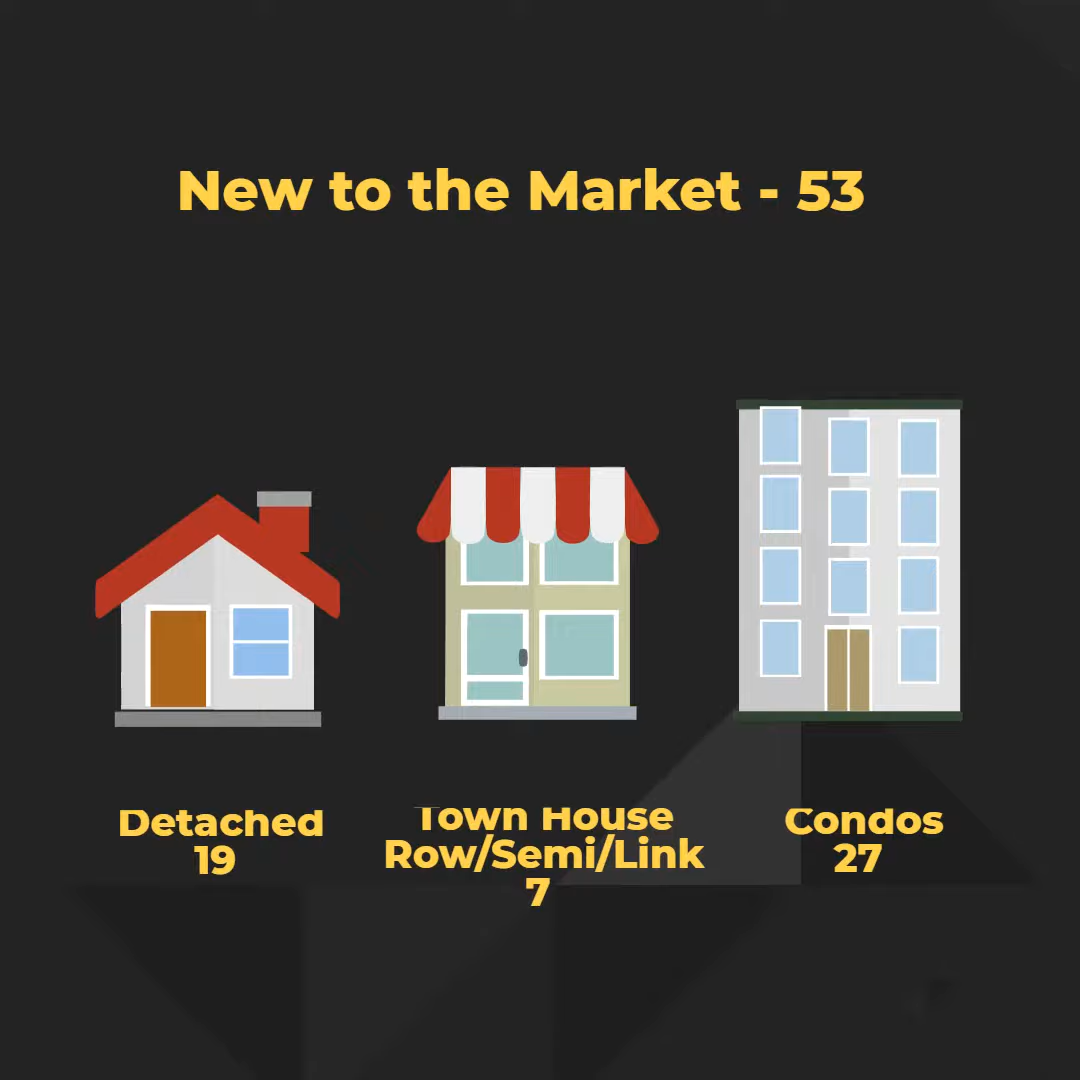 New to the Market - 53
Detached
19
Town House
Row/Semi/Link
7
Condos
27